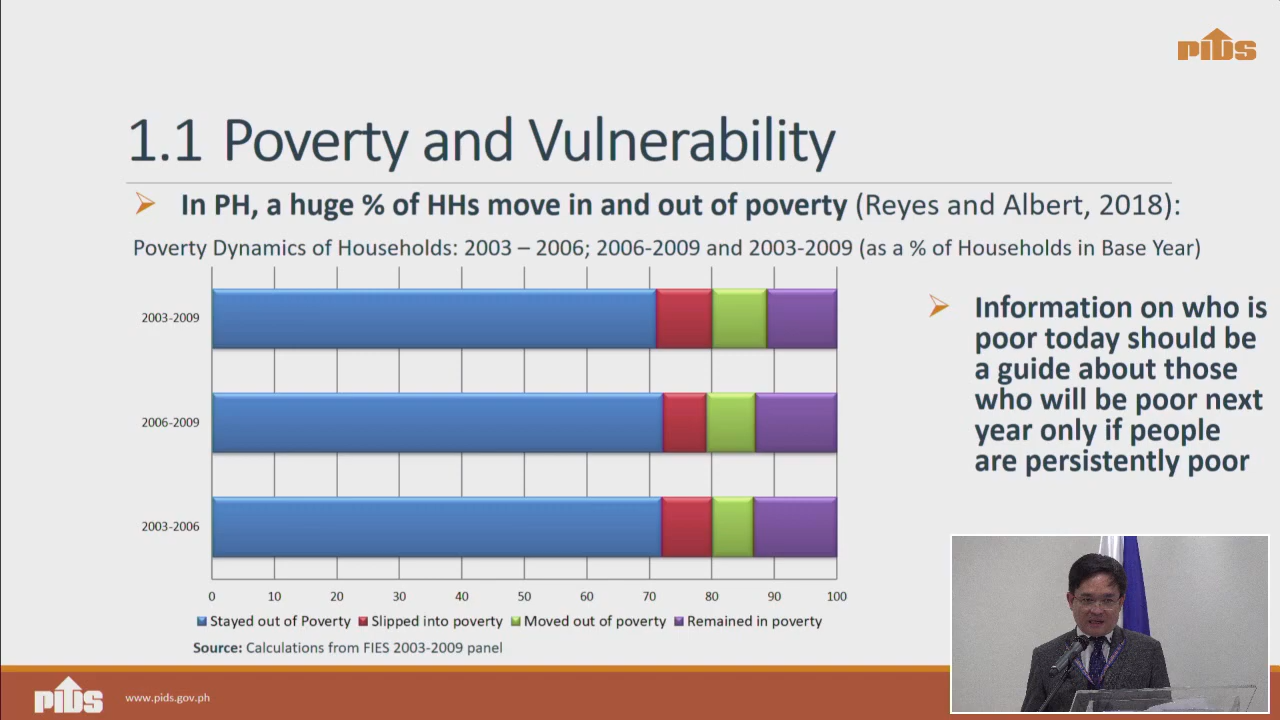 PIDS
1.1 Poverty and Vulnerability
In PH, a huge % of HHs move in and out of poverty (Reyes and Albert, 2018):
Poverty Dynamics of Households: 2003 – 2006; 2006-2009 and 2003-2009 (as a % of Households in Base Year)
2003-2009
2006-2009
2003-2006
0 10 20 30 40 50 60 70 80 90 100
Stayed out of Poverty Slipped into poverty Moved out of poverty Remained in poverty
Source: Calculations from FIES 2003-2009 panel
Information on who is
poor today should be
a guide about those
who will be poor next
year only if people
are persistently poor
PIDS
www.pids.gov.ph